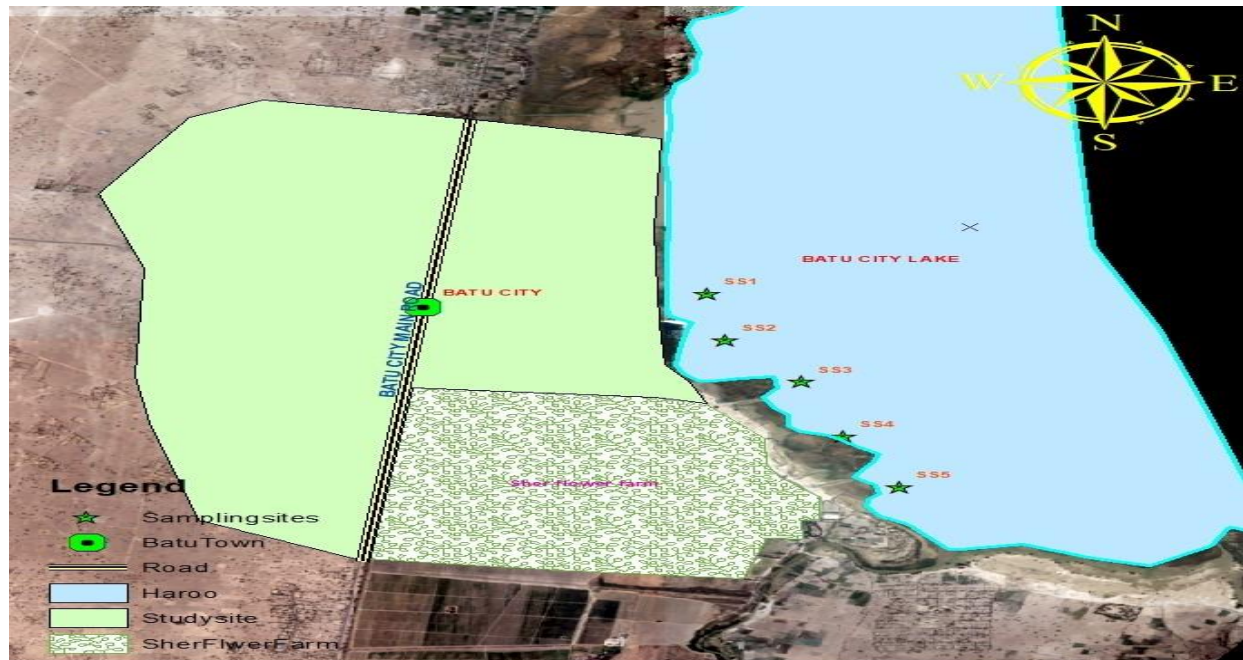 N
W
E
S
BATU CITY LAKE
SS1
BATU CITY
SS2
BATU CITY MAIN ROAD
SS3
SS4
SS5
Sher flower farm
Legend
Samplingsites
BatuTown
Road
Haroo
Studysite
SherFlwerFarm